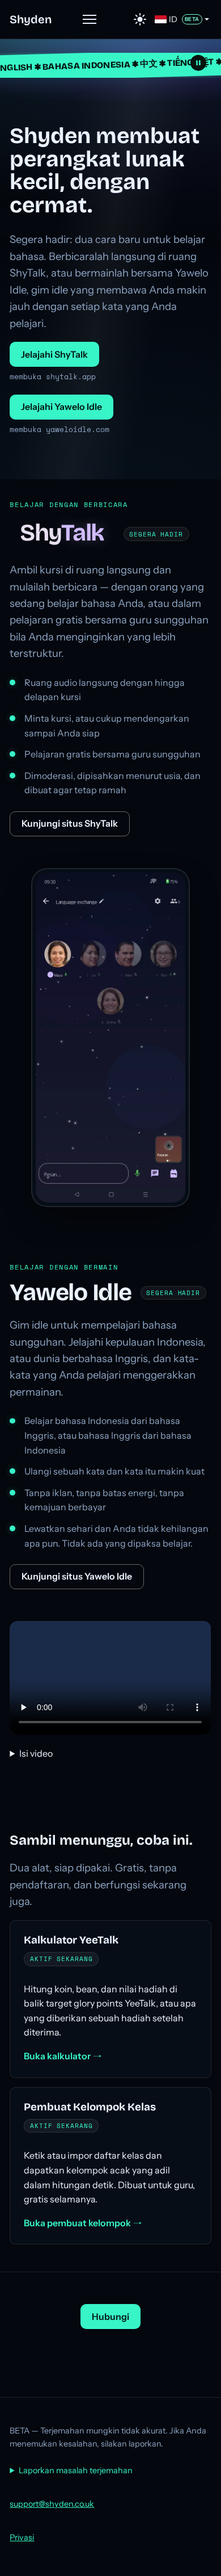 Shyden
ID BETA
NGLISH ✱ BAHASA INDONESIA ✱ 中文 ✱
Shyden membuat
perangkat lunak
kecil, dengan
cermat.
Segera hadir: dua cara baru untuk belajar
bahasa. Berbicaralah langsung di ruang
ShyTalk, atau bermainlah bersama Yawelo
Idle, gim idle yang membawa Anda makin
jauh dengan setiap kata yang Anda
pelajari.
Jelajahi ShyTalk
membuka shytalk.app
Jelajahi Yawelo Idle
membuka yaweloidle.com
BELAJAR DENGAN BERBICARA
ShyTalk
SEGERA HADIR
Ambil kursi di ruang langsung dan
mulailah berbicara — dengan orang yang
sedang belajar bahasa Anda, atau dalam
pelajaran gratis bersama guru sungguhan
bila Anda menginginkan yang lebih
terstruktur.
Ruang audio langsung dengan hingga
delapan kursi
Minta kursi, atau cukup mendengarkan
sampai Anda siap
Pelajaran gratis bersama guru sungguhan
Dimoderasi, dipisahkan menurut usia, dan
dibuat agar tetap ramah
Kunjungi situs ShyTalk
Language exchange
BELAJAR DENGAN BERMAIN
Yawelo Idle
SEGERA HADIR
Gim idle untuk mempelajari bahasa
sungguhan. Jelajahi kepulauan Indonesia,
atau dunia berbahasa Inggris, dan kata-
kata yang Anda pelajari menggerakkan
permainan.
Belajar bahasa Indonesia dari bahasa
Inggris, atau bahasa Inggris dari bahasa
Indonesia
Ulangi sebuah kata dan kata itu makin kuat
Tanpa iklan, tanpa batas energi, tanpa
kemajuan berbayar
Lewatkan sehari dan Anda tidak kehilangan
apa pun. Tidak ada yang dipaksa belajar.
Kunjungi situs Yawelo Idle
0:00
Isi video
Sambil menunggu, coba ini.
Dua alat, siap dipakai. Gratis, tanpa
pendaftaran, dan berfungsi sekarang
juga.
Kalkulator YeeTalk
AKTIF SEKARANG
Hitung koin, bean, dan nilai hadiah di
balik target glory points YeeTalk, atau apa
yang diberikan sebuah hadiah setelah
diterima.
Buka kalkulator →
Pembuat Kelompok Kelas
AKTIF SEKARANG
Ketik atau impor daftar kelas dan
dapatkan kelompok acak yang adil
dalam hitungan detik. Dibuat untuk guru,
gratis selamanya.
Buka pembuat kelompok →
Hubungi
BETA — Terjemahan mungkin tidak akurat. Jika Anda
menemukan kesalahan, silakan laporkan.
Laporkan masalah terjemahan
support@shyden.co.uk
Privasi